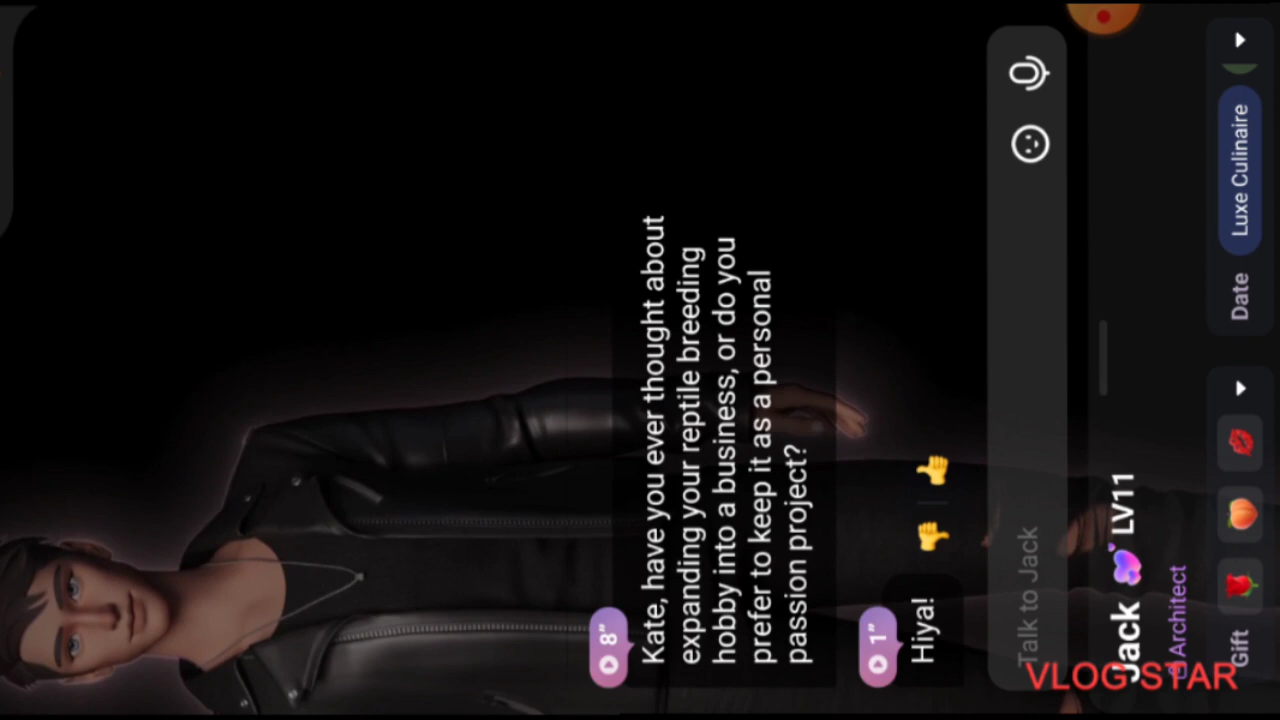 8"
Kate, have you ever thought about
expanding your reptile breeding
hobby into a business, or do you
prefer to keep it as a personal
passion project?
1"
Hiya!
Talk to Jack
Jack LV11
Architect
Gift
Date Luxe Culinaire
VLOG STAR